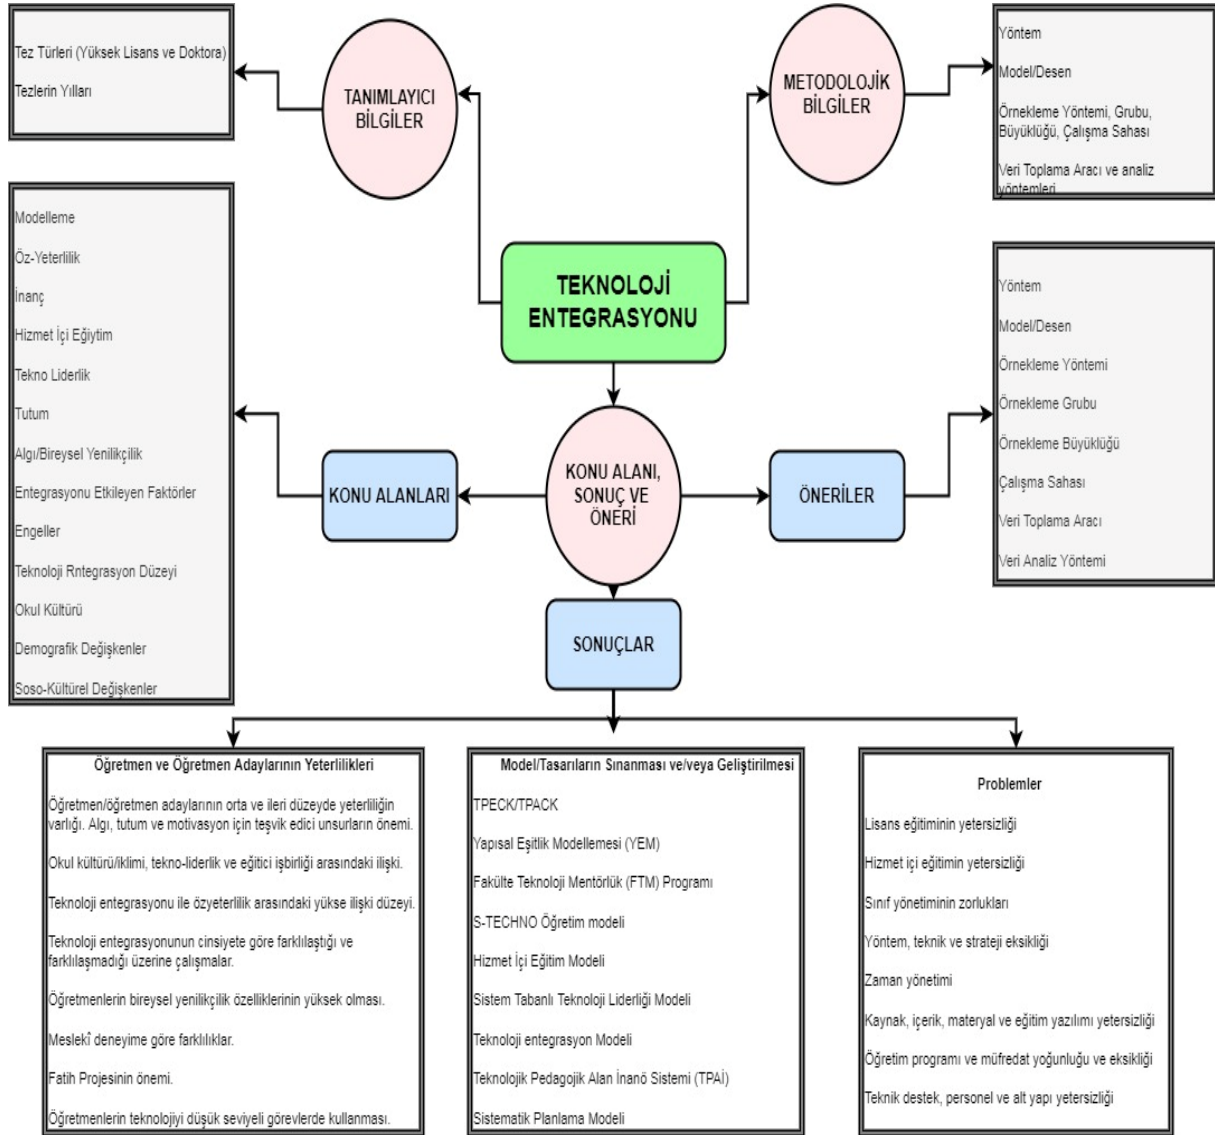 Tez Türleri (Yüksek Lisans ve Doktora)
Tezlerin Yılları
TANIMLAYICI
BİLGİLER
METODOLOJİK
BİLGİLER
Yöntem
Model/Desen
Örnekleme Yöntemi, Grubu,
Büyüklüğü, Çalışma Sahası
Veri Toplama Aracı ve analiz
yöntemleri
TEKNOLOJİ
ENTEGRASYONU
Modelleme
Öz-Yeterlilik
İnanç
Hizmet İçi Eğiytim
Tekno Liderlik
Tutum
Algı/Bireysel Yenilikçilik
Entegrasyonu Etkileyen Faktörler
Engeller
Teknoloji Rntegrasyon Düzeyi
Okul Kültürü
Demografik Değişkenler
Soso-Kültürel Değişkenler
KONU ALANLARI
KONU ALANI,
SONUÇ VE
ÖNERİ
ÖNERİLER
Yöntem
Model/Desen
Örnekleme Yöntemi
Örnekleme Grubu
Örnekleme Büyüklüğü
Çalışma Sahası
Veri Toplama Aracı
Veri Analiz Yöntemi
SONUÇLAR
Öğretmen ve Öğretmen Adaylarının Yeterlilikleri
Öğretmen/öğretmen adaylarının orta ve ileri düzeyde yeterliliğin
varlığı. Algı, tutum ve motivasyon için teşvik edici unsurların önemi.
Okul kültürü/iklimi, tekno-liderlik ve eğitici işbirliği arasındaki ilişki.
Teknoloji entegrasyonu ile özyeterlilik arasındaki yükse ilişki düzeyi.
Teknoloji entegrasyonunun cinsiyete göre farklılaştığı ve
farklılaşmadığı üzerine çalışmalar.
Öğretmenlerin bireysel yenilikçilik özelliklerinin yüksek olması.
Meslekî deneyime göre farklılıklar.
Fatih Projesinin önemi.
Öğretmenlerin teknolojiyi düşük seviyeli görevlerde kullanması.
Model/Tasarıların Sınanması ve/veya Geliştirilmesi
TPECK/TPACK
Yapısal Eşitlik Modellemesi (YEM)
Fakülte Teknoloji Mentörlük (FTM) Programı
S-TECHNO Öğretim modeli
Hizmet İçi Eğitim Modeli
Sistem Tabanlı Teknoloji Liderliği Modeli
Teknoloji entegrasyon Modeli
Teknolojik Pedagojik Alan İnanö Sistemi (TPAİ)
Sistematik Planlama Modeli
Problemler
Lisans eğitiminin yetersizliği
Hizmet içi eğitimin yetersizliği
Sınıf yönetiminin zorlukları
Yöntem, teknik ve strateji eksikliği
Zaman yönetimi
Kaynak, içerik, materyal ve eğitim yazılımı yetersizliği
Öğretim programı ve müfredat yoğunluğu ve eksikliği
Teknik destek, personel ve alt yapı yetersizliği